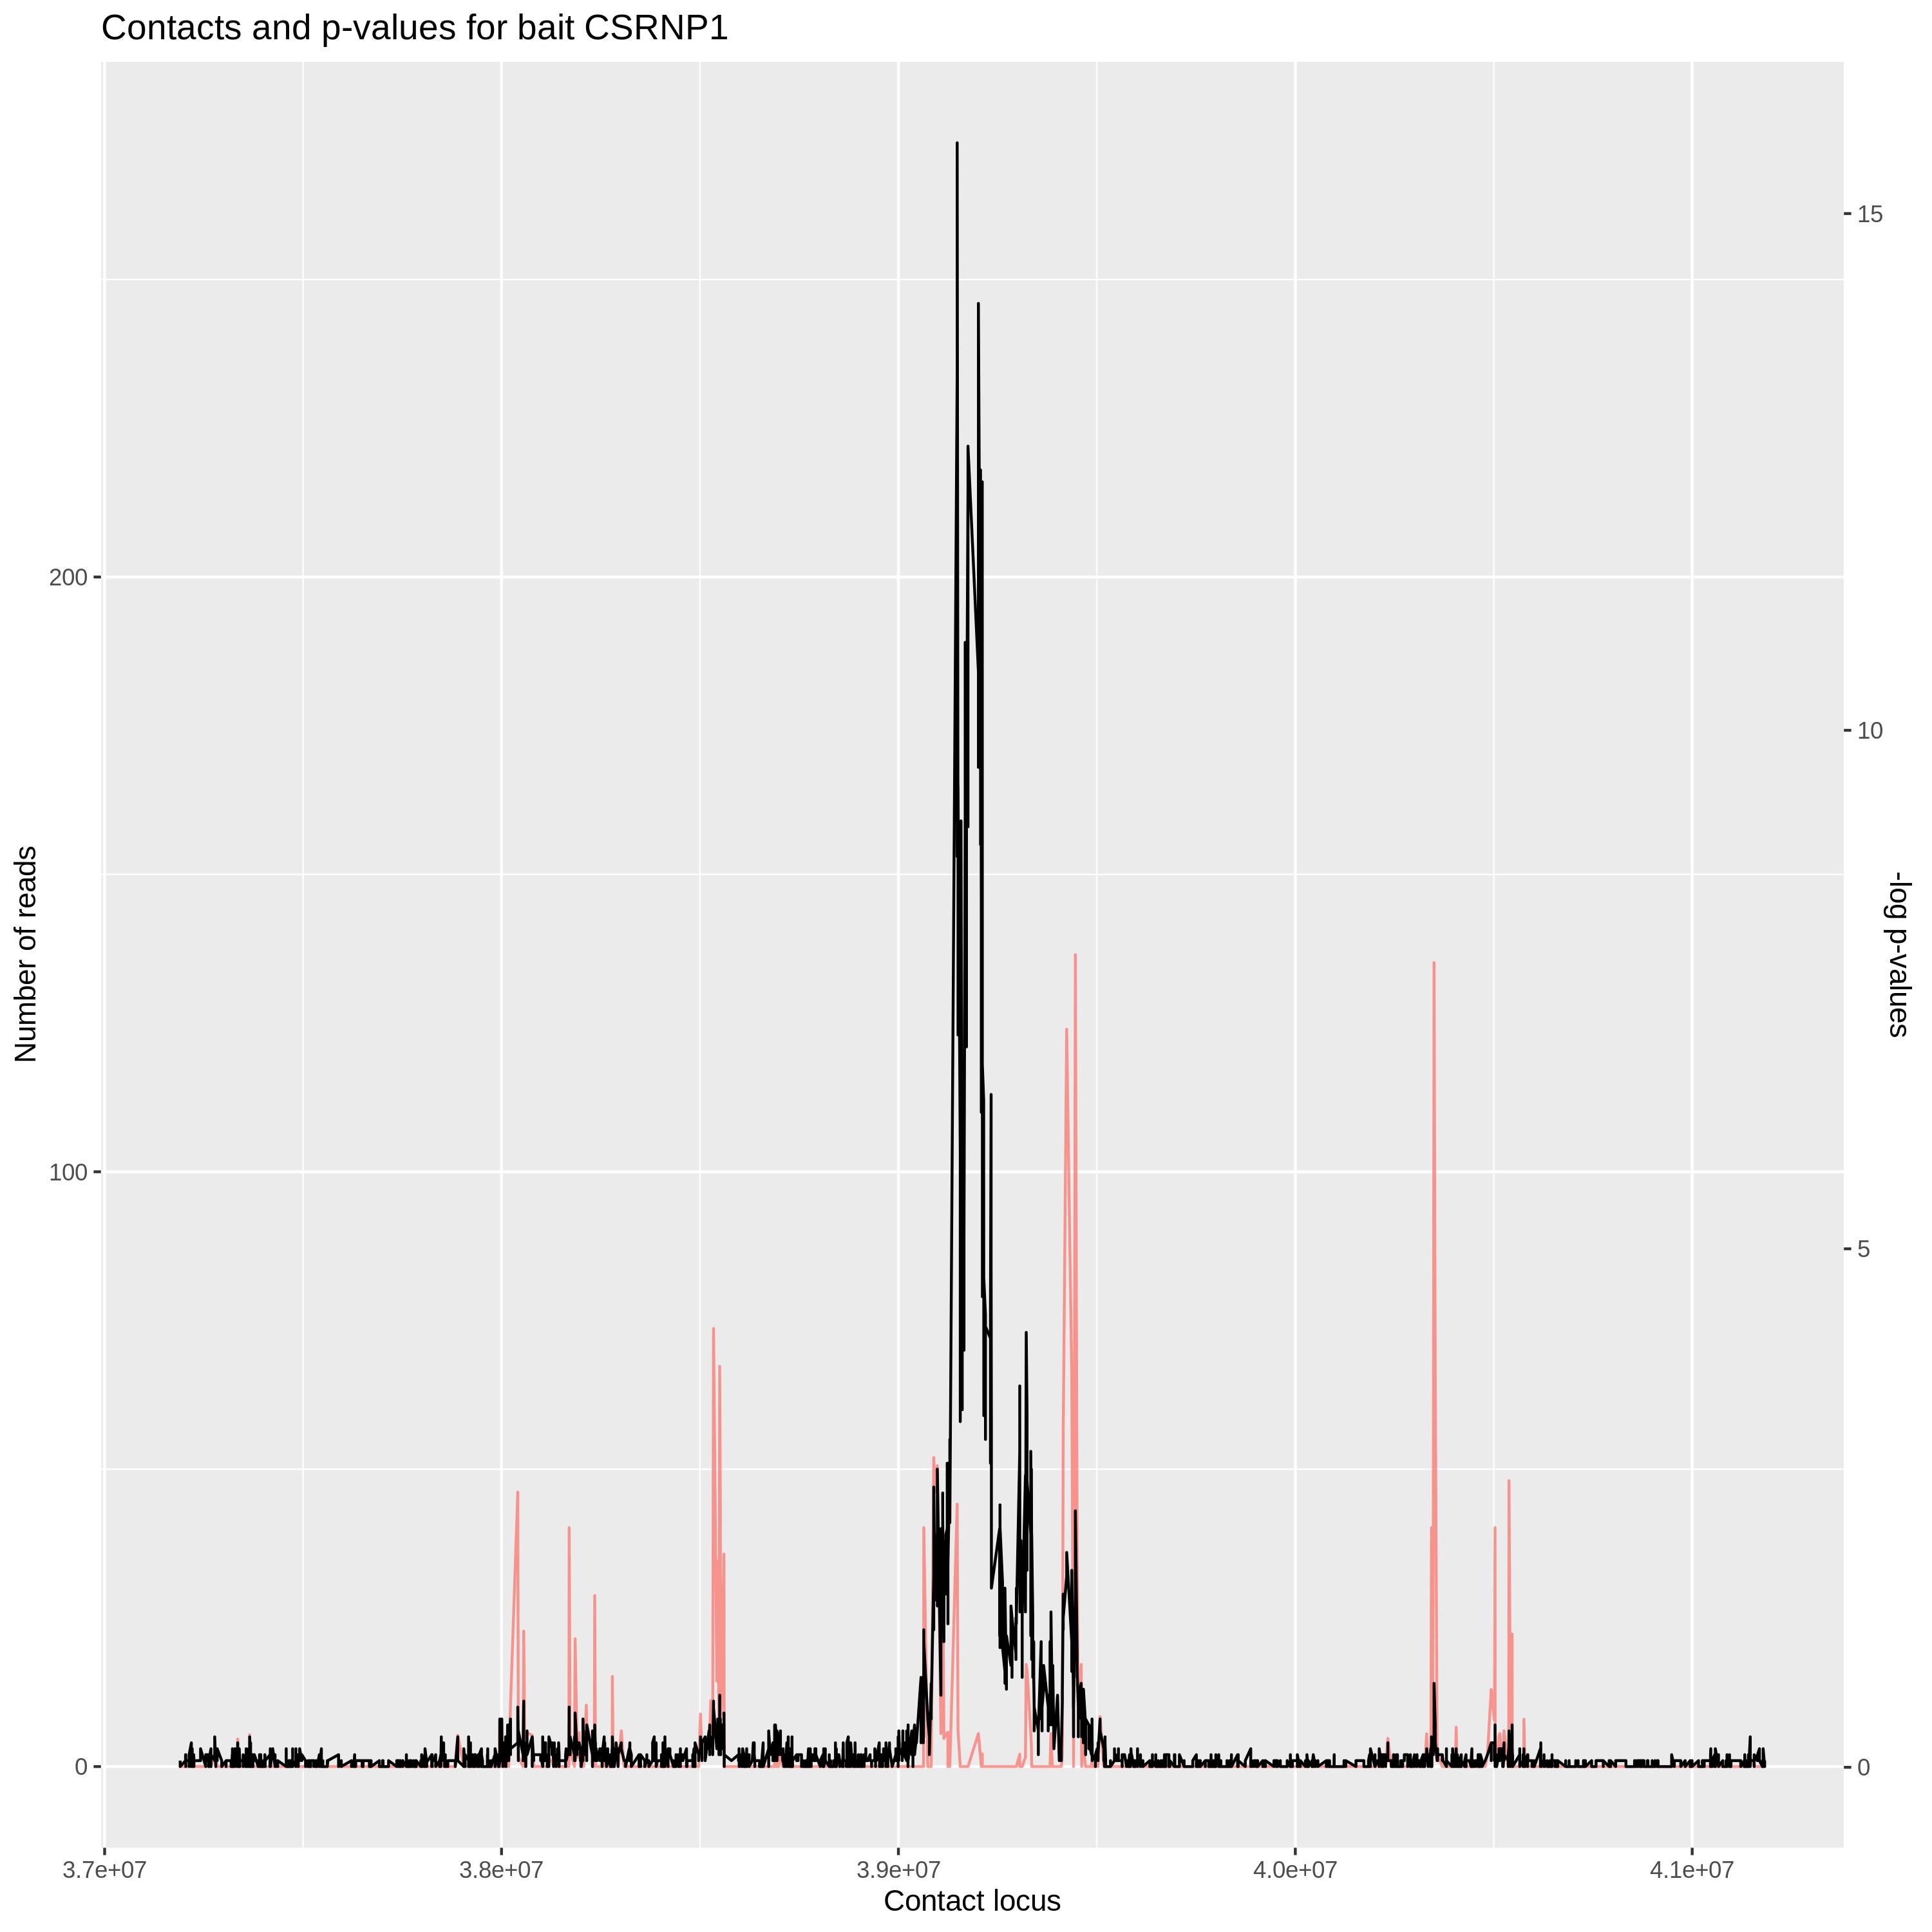 Contacts and p-values for bait CSRNP1
Number of reads
200
100
0
15
10
5
0
-log p-values
3.7e+07 3.8e+07 3.9e+07 4.0e+07 4.1e+07
Contact locus